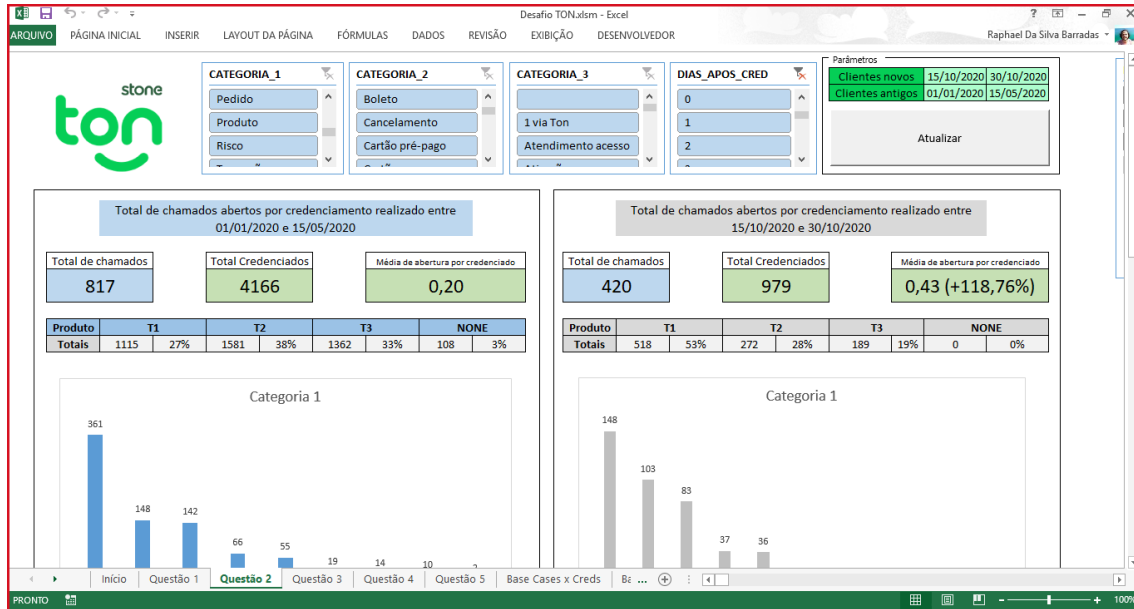 Desafio TON.xlsm - Excel
ARQUIVO PÁGINA INICIAL INSERIR LAYOUT DA PÁGINA FÓRMULAS DADOS REVISÃO EXIBIÇÃO DESENVOLVEDOR Raphael Da Silva Barradas
stone
ton
CATEGORIA_1
Pedido
Produto
Risco
CATEGORIA_2
Boleto
Cancelamento
Cartão pré-pago
CATEGORIA_3
1 via Ton
Atendimento acesso
DIAS_APOS_CRED
0
1
2
Parâmetros
Clientes novos 15/10/2020 30/10/2020
Clientes antigos 01/01/2020 15/05/2020
Atualizar
Total de chamados abertos por credenciamento realizado entre
01/01/2020 e 15/05/2020
Total de chamados Total Credenciados Média de abertura por credenciado
817 4166 0,20
Produto T1 T2 T3 NONE
Totais 1115 27% 1581 38% 1362 33% 108 3%
Categoria 1
361
148
142
66
55
19
14
10
Total de chamados abertos por credenciamento realizado entre
15/10/2020 e 30/10/2020
Total de chamados Total Credenciados Média de abertura por credenciado
420 979 0,43 (+118,76%)
Produto T1 T2 T3 NONE
Totais 518 53% 272 28% 189 19% 0 0%
Categoria 1
148
103
83
37
36
Início Questão 1 Questão 2 Questão 3 Questão 4 Questão 5 Base Cases x Creds ...
PRONTO 100%